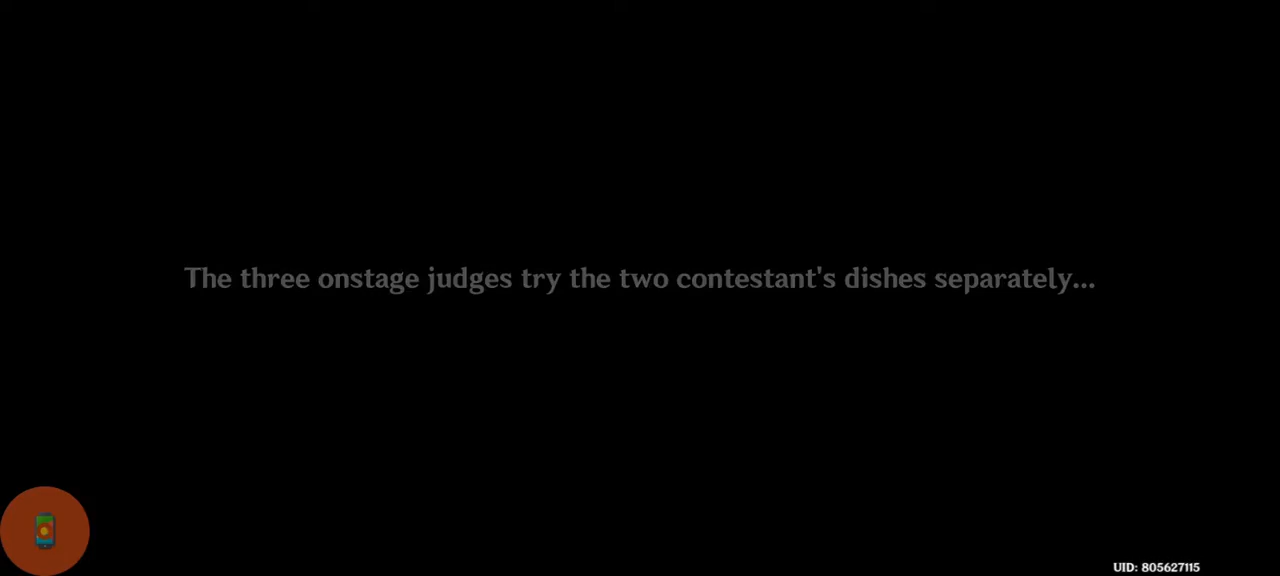 The three onstage judges try the two contestant's dishes separately...
UID: 805627115